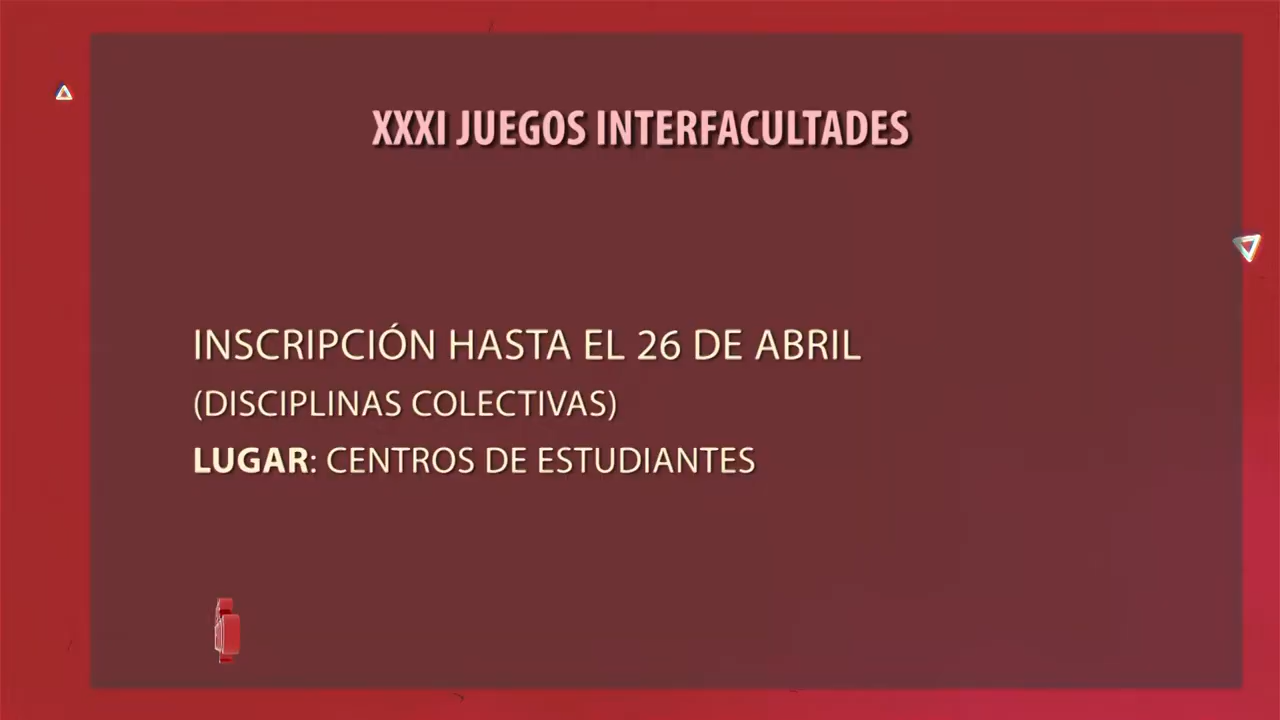 XXXI JUEGOS INTERFACULTADES
INSCRIPCIÓN HASTA EL 26 DE ABRIL
(DISCIPLINAS COLECTIVAS)
LUGAR: CENTROS DE ESTUDIANTES